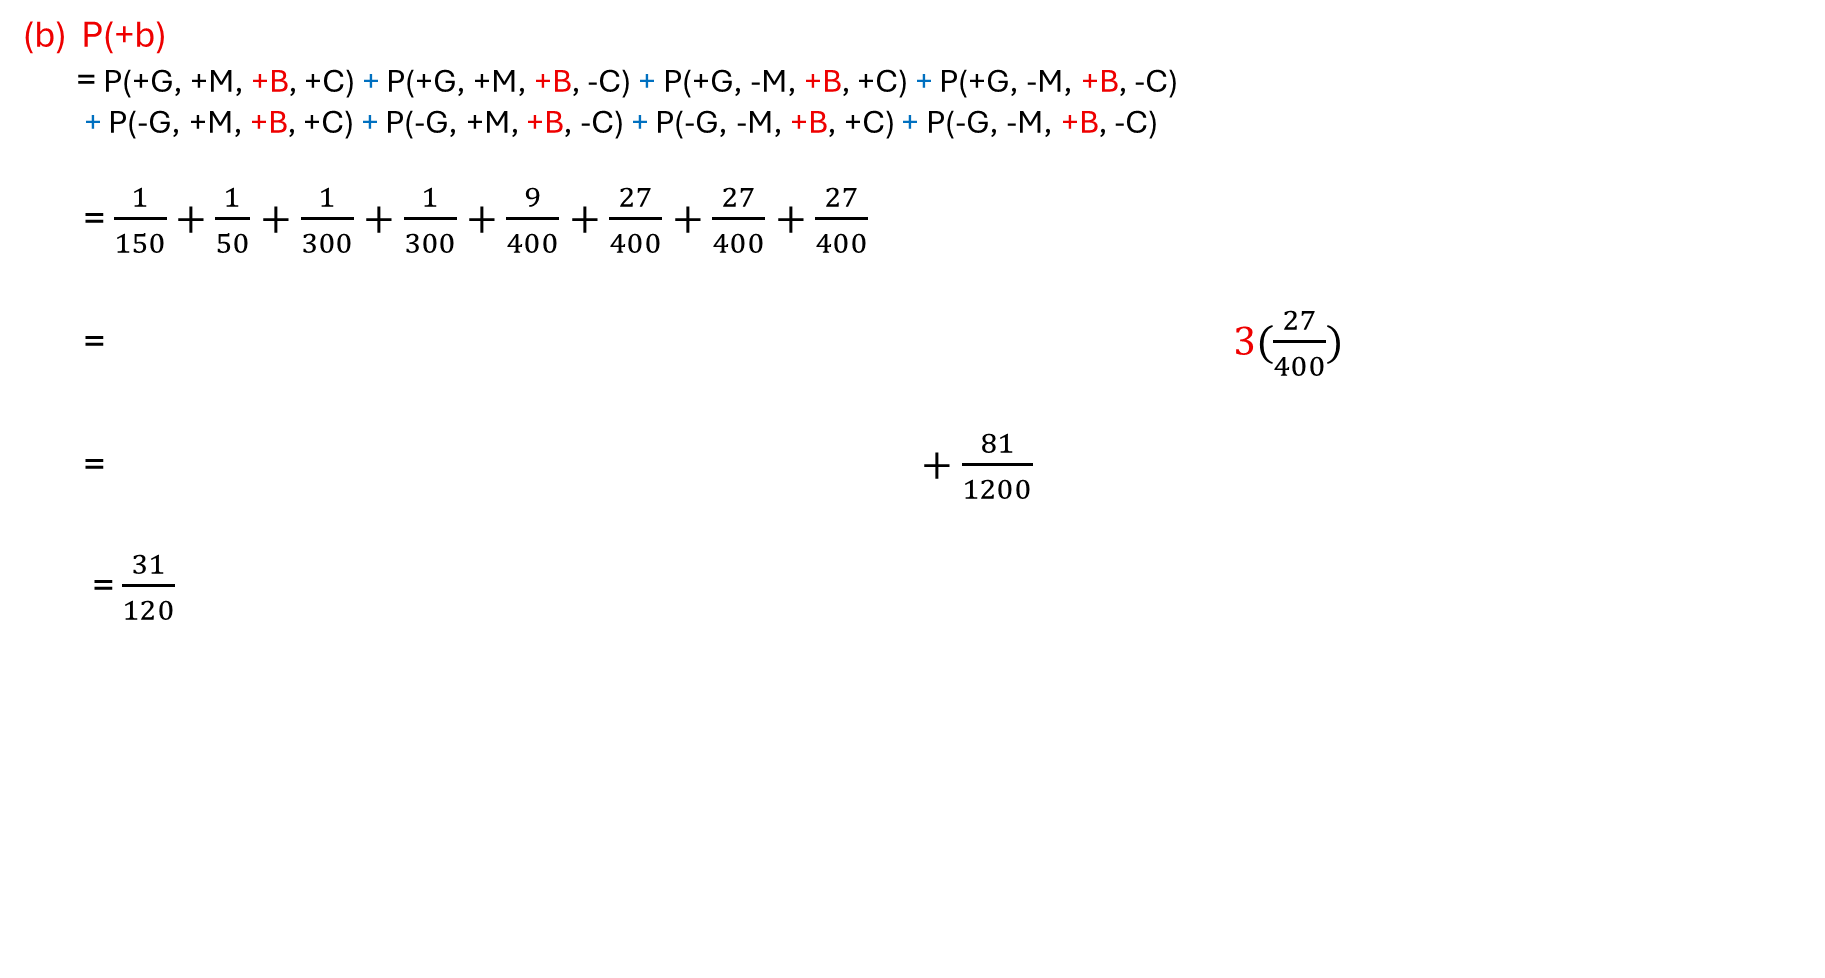 (b) P(+b)
= P(+G, +M, +B, +C) + P(+G, +M, +B, -C) + P(+G, -M, +B, +C) + P(+G, -M, +B, -C)
+ P(-G, +M, +B, +C) + P(-G, +M, +B, -C) + P(-G, -M, +B, +C) + P(-G, -M, +B, -C)
= 1/150 + 1/50 + 1/300 + 1/300 + 9/400 + 27/400 + 27/400 + 27/400
= 3(27/400)
= + 81/1200
= 31/120